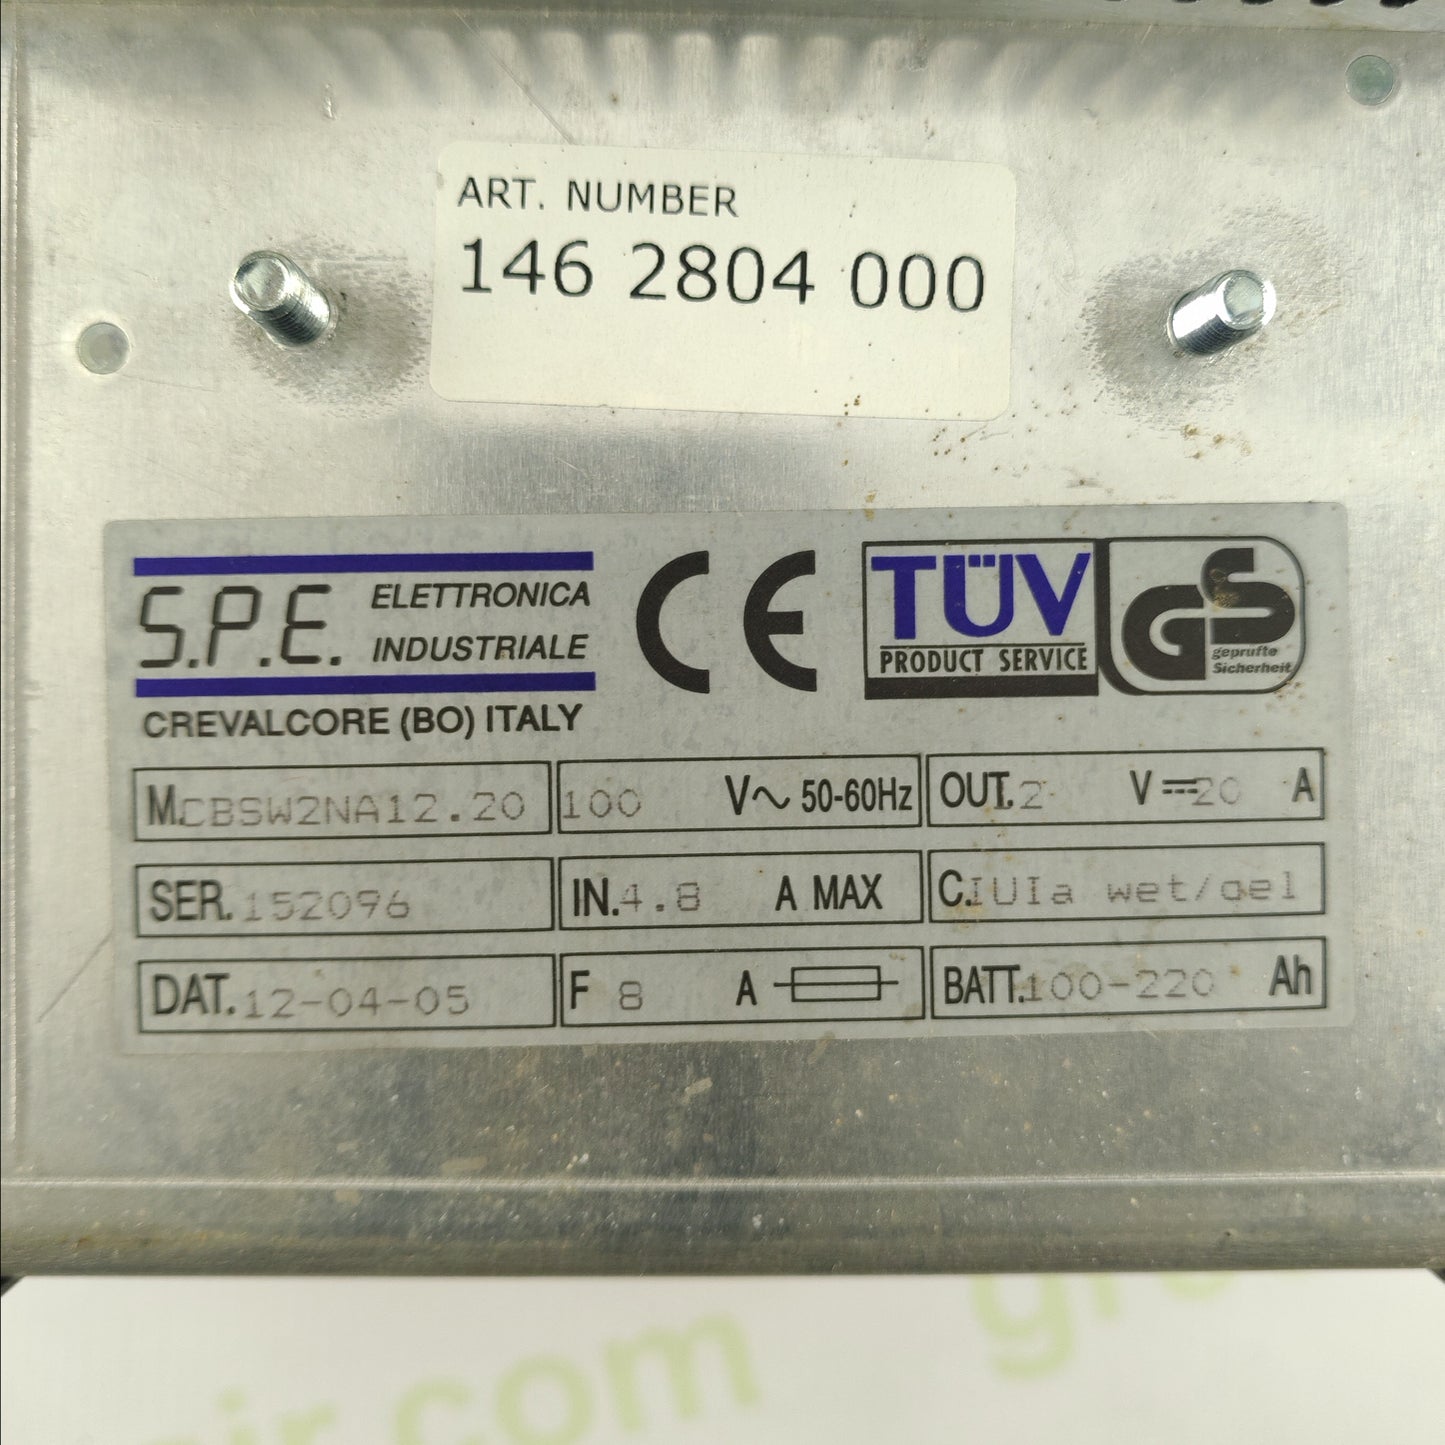 ART. NUMBER
146 2804 000
S.P.E. ELETTRONICA INDUSTRIALE
CREVALCORE (BO) ITALY
CE
TÜV
PRODUCT SERVICE
GS
geprüfte
Sicherheit
M.CBSW2NA12.20 100 V~ 50-60Hz OUT.2 V 20 A
SER.152096 IN.4.8 A MAX C.IUIa wet/gel
DAT.12-04-05 F 8 A BATT.100-220 Ah
.com